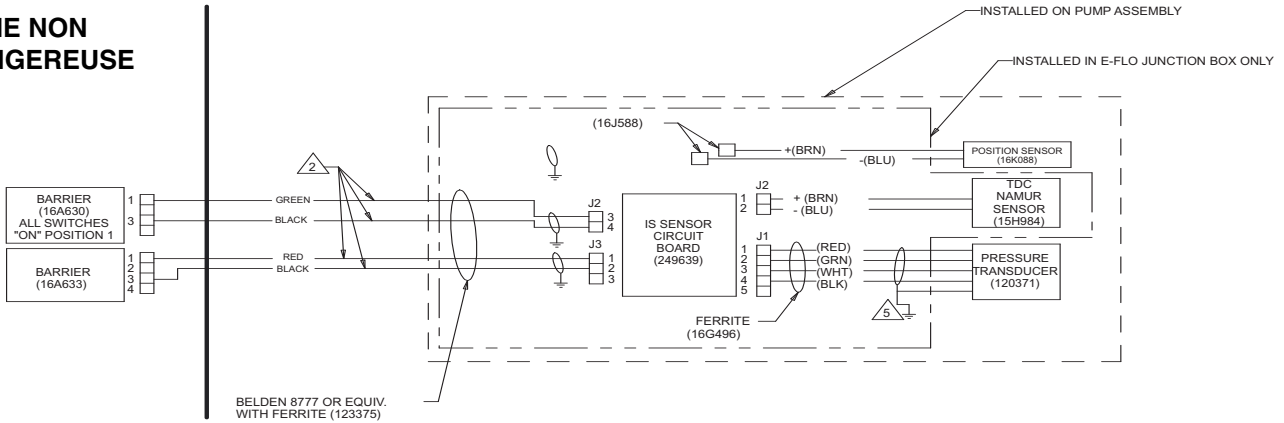 NE NON
NGEREUSE
INSTALLED ON PUMP ASSEMBLY
INSTALLED IN E-FLO JUNCTION BOX ONLY
(16J588)
+(BRN)
-(BLU)
POSITION SENSOR
(16K088)
2
BARRIER
(16A630)
ALL SWITCHES
"ON" POSITION 1
1
3
GREEN
BLACK
J2
3
4
IS SENSOR
CIRCUIT
BOARD
(249639)
J2
1
2
+ (BRN)
- (BLU)
TDC
NAMUR
SENSOR
(15H984)
BARRIER
(16A633)
1
2
3
4
RED
BLACK
J3
1
2
3
J1
1
2
3
4
5
(RED)
(GRN)
(WHT)
(BLK)
PRESSURE
TRANSDUCER
(120371)
5
FERRITE
(16G496)
BELDEN 8777 OR EQUIV.
WITH FERRITE (123375)